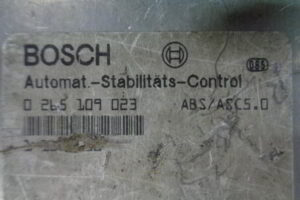 BOSCH
Automat.-Stabilitäts-Control
0 265 109 023 ABS/ASC5.0